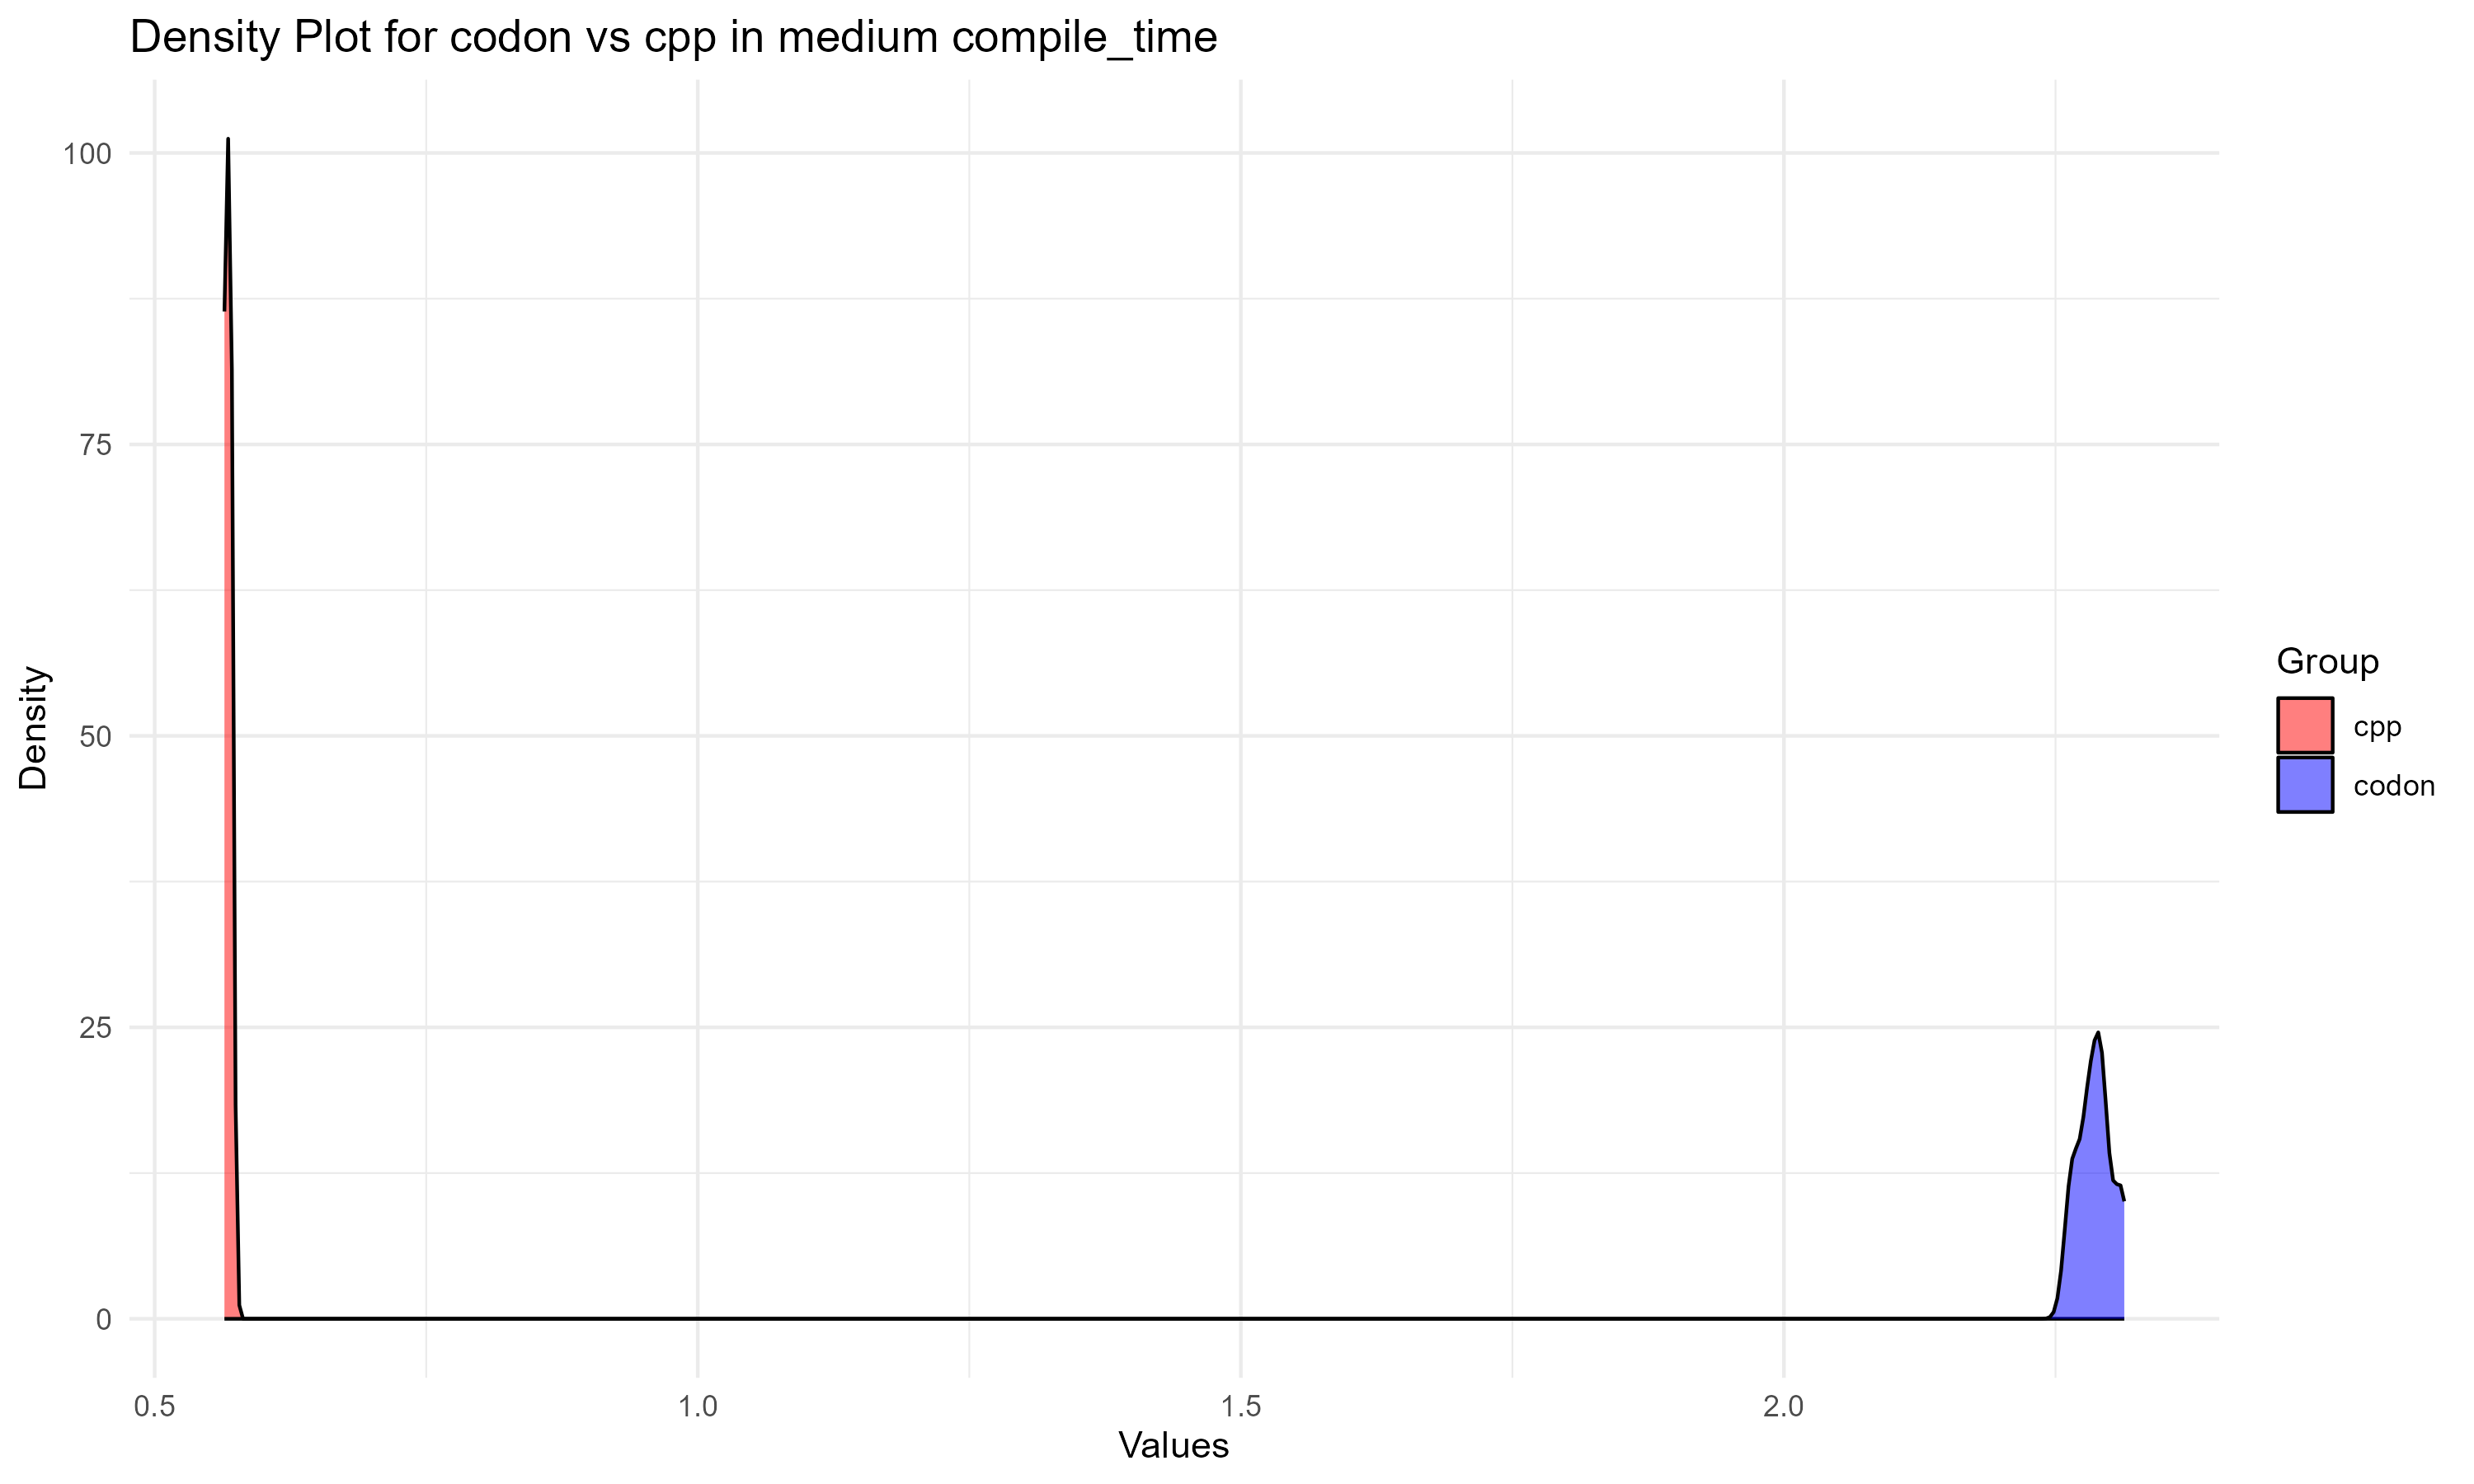 Density Plot for codon vs cpp in medium compile_time
100
75
50
25
0
Density
0.5 1.0 1.5 2.0
Values
Group
cpp
codon